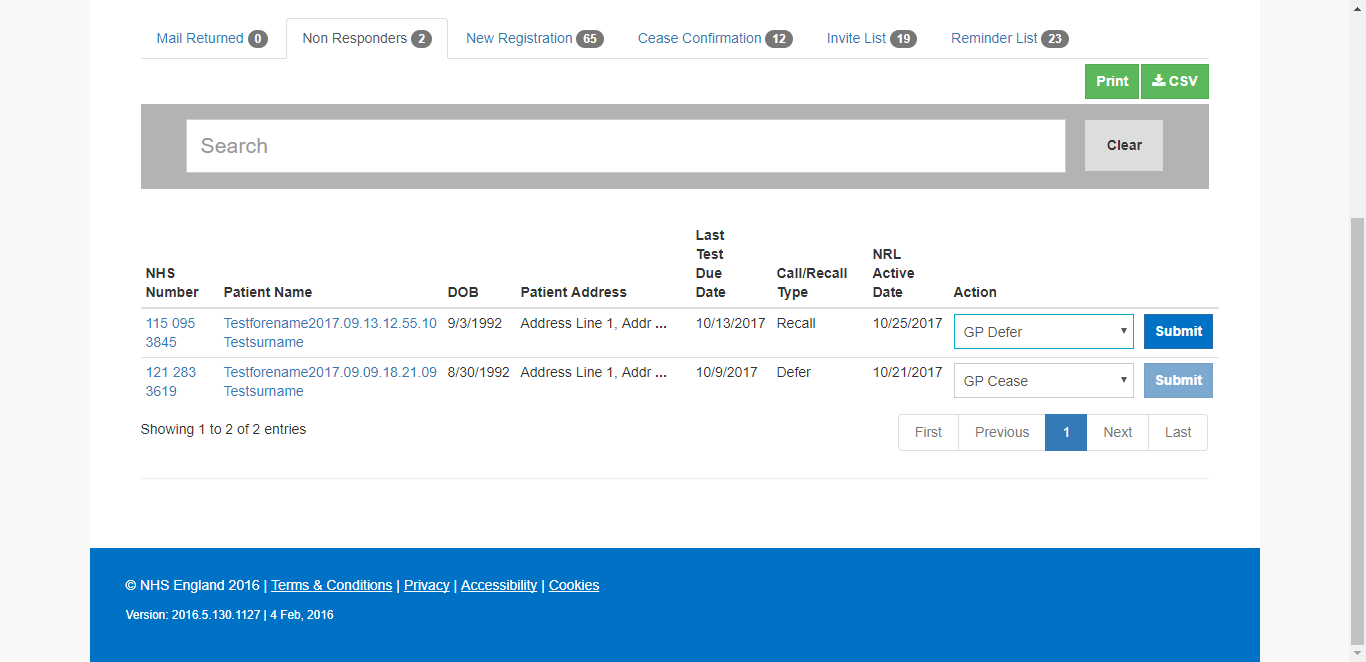 Mail Returned 0 Non Responders 2 New Registration 65 Cease Confirmation 12 Invite List 19 Reminder List 23
Print CSV
Search Clear
NHS Number Patient Name DOB Patient Address Last Test Due Date Call/Recall Type NRL Active Date Action
115 095 3845 Testforename2017.09.13.12.55.10 Testsurname 9/3/1992 Address Line 1, Addr ... 10/13/2017 Recall 10/25/2017 GP Defer Submit
121 283 3619 Testforename2017.09.09.18.21.09 Testsurname 8/30/1992 Address Line 1, Addr ... 10/9/2017 Defer 10/21/2017 GP Cease Submit
Showing 1 to 2 of 2 entries First Previous 1 Next Last
© NHS England 2016 | Terms & Conditions | Privacy | Accessibility | Cookies
Version: 2016.5.130.1127 | 4 Feb, 2016